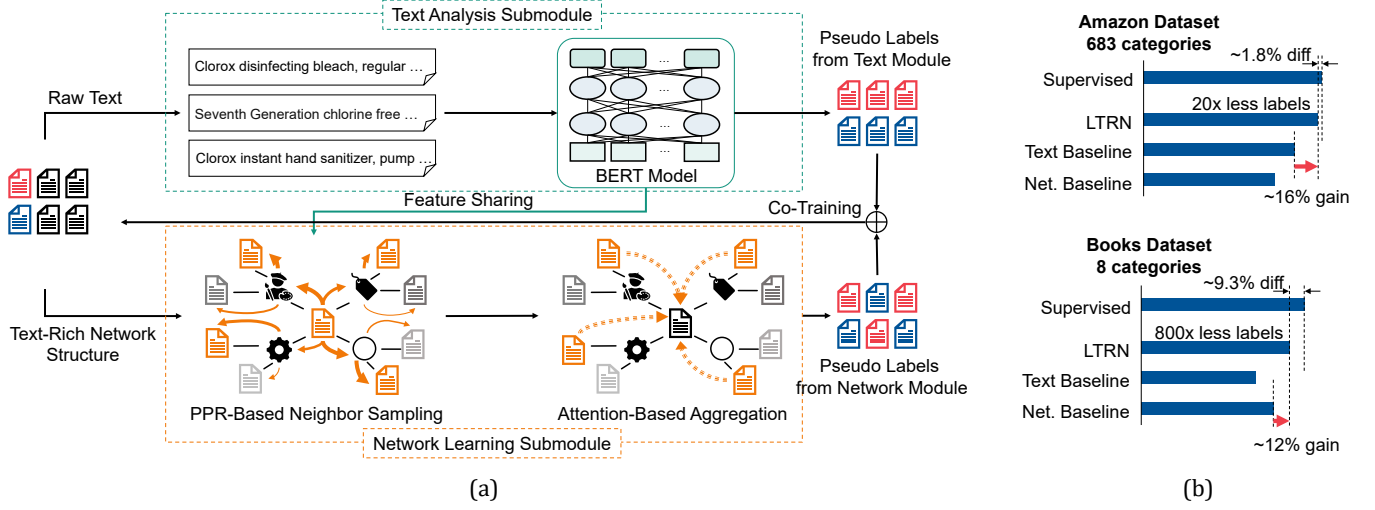 Text Analysis Submodule
Raw Text
Clorox disinfecting bleach, regular …
Seventh Generation chlorine free …
Clorox instant hand sanitizer, pump …
...
...
...
...
BERT Model
Pseudo Labels
from Text Module
Feature Sharing
Co-Training
Text-Rich Network
Structure
PPR-Based Neighbor Sampling
Attention-Based Aggregation
Pseudo Labels
from Network Module
Network Learning Submodule
(a)
Amazon Dataset
683 categories
~1.8% diff
Supervised
20x less labels
LTRN
Text Baseline
Net. Baseline
~16% gain
Books Dataset
8 categories
~9.3% diff
Supervised
800x less labels
LTRN
Text Baseline
Net. Baseline
~12% gain
(b)